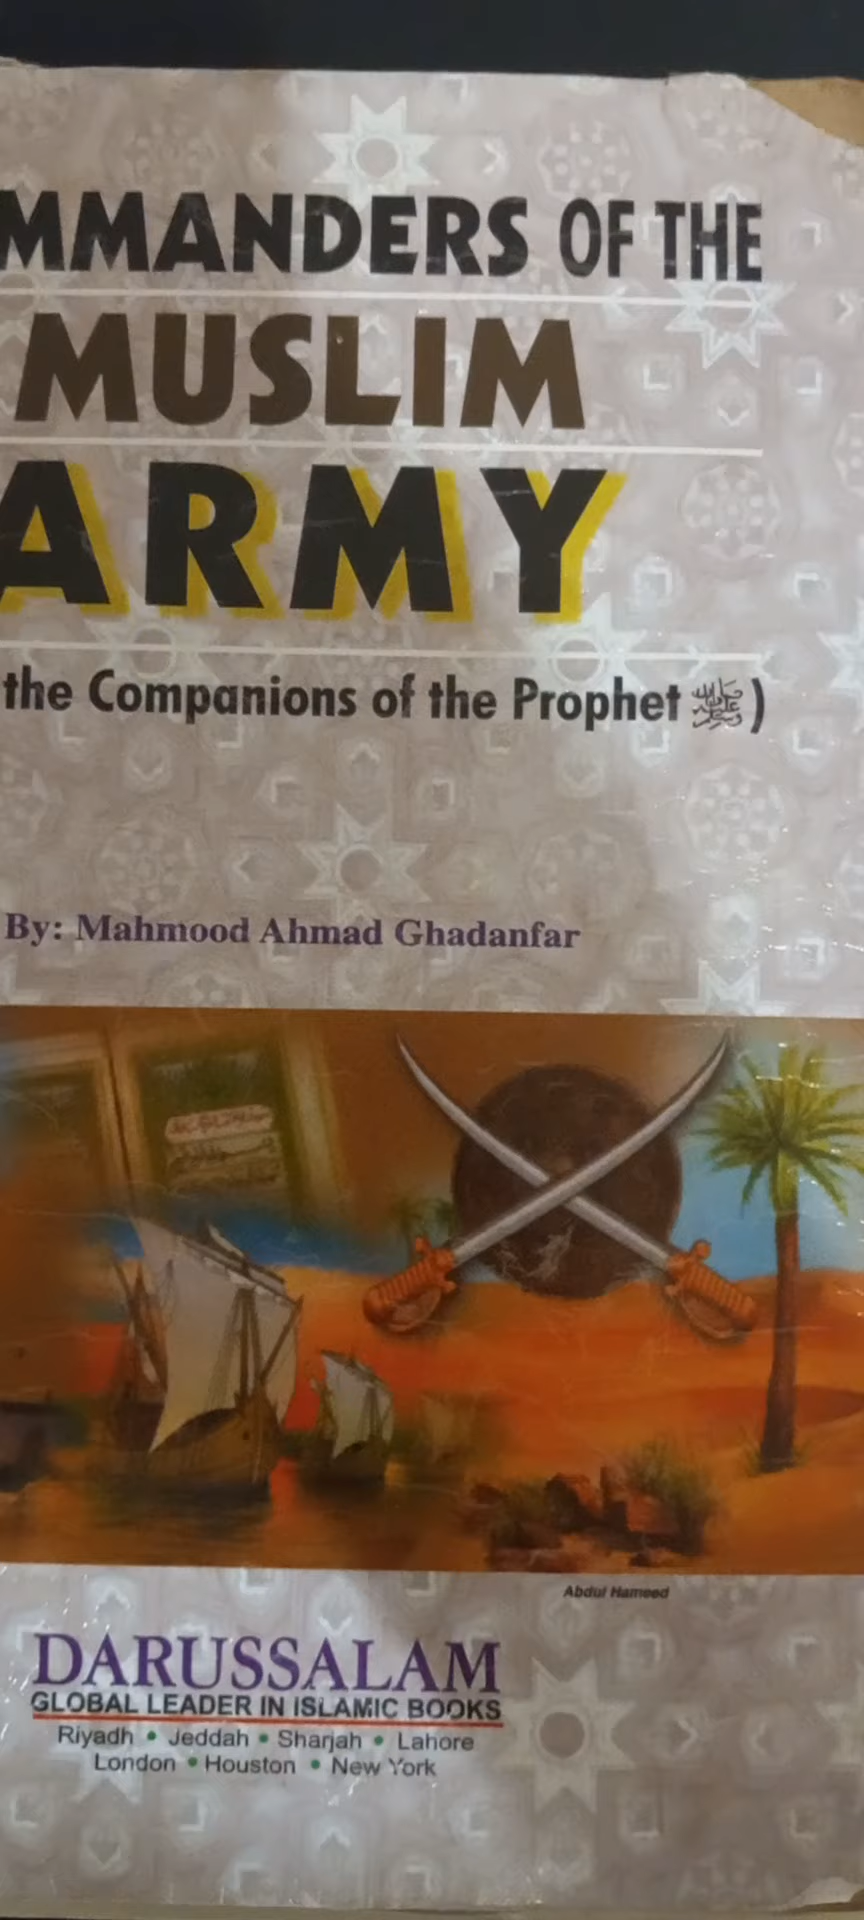 MMANDERS OF THE
MUSLIM
ARMY
the Companions of the Prophet ﷺ )
By: Mahmood Ahmad Ghadanfar
Abdul Hameed
DARUSSALAM
GLOBAL LEADER IN ISLAMIC BOOKS
Riyadh • Jeddah • Sharjah • Lahore
London • Houston • New York